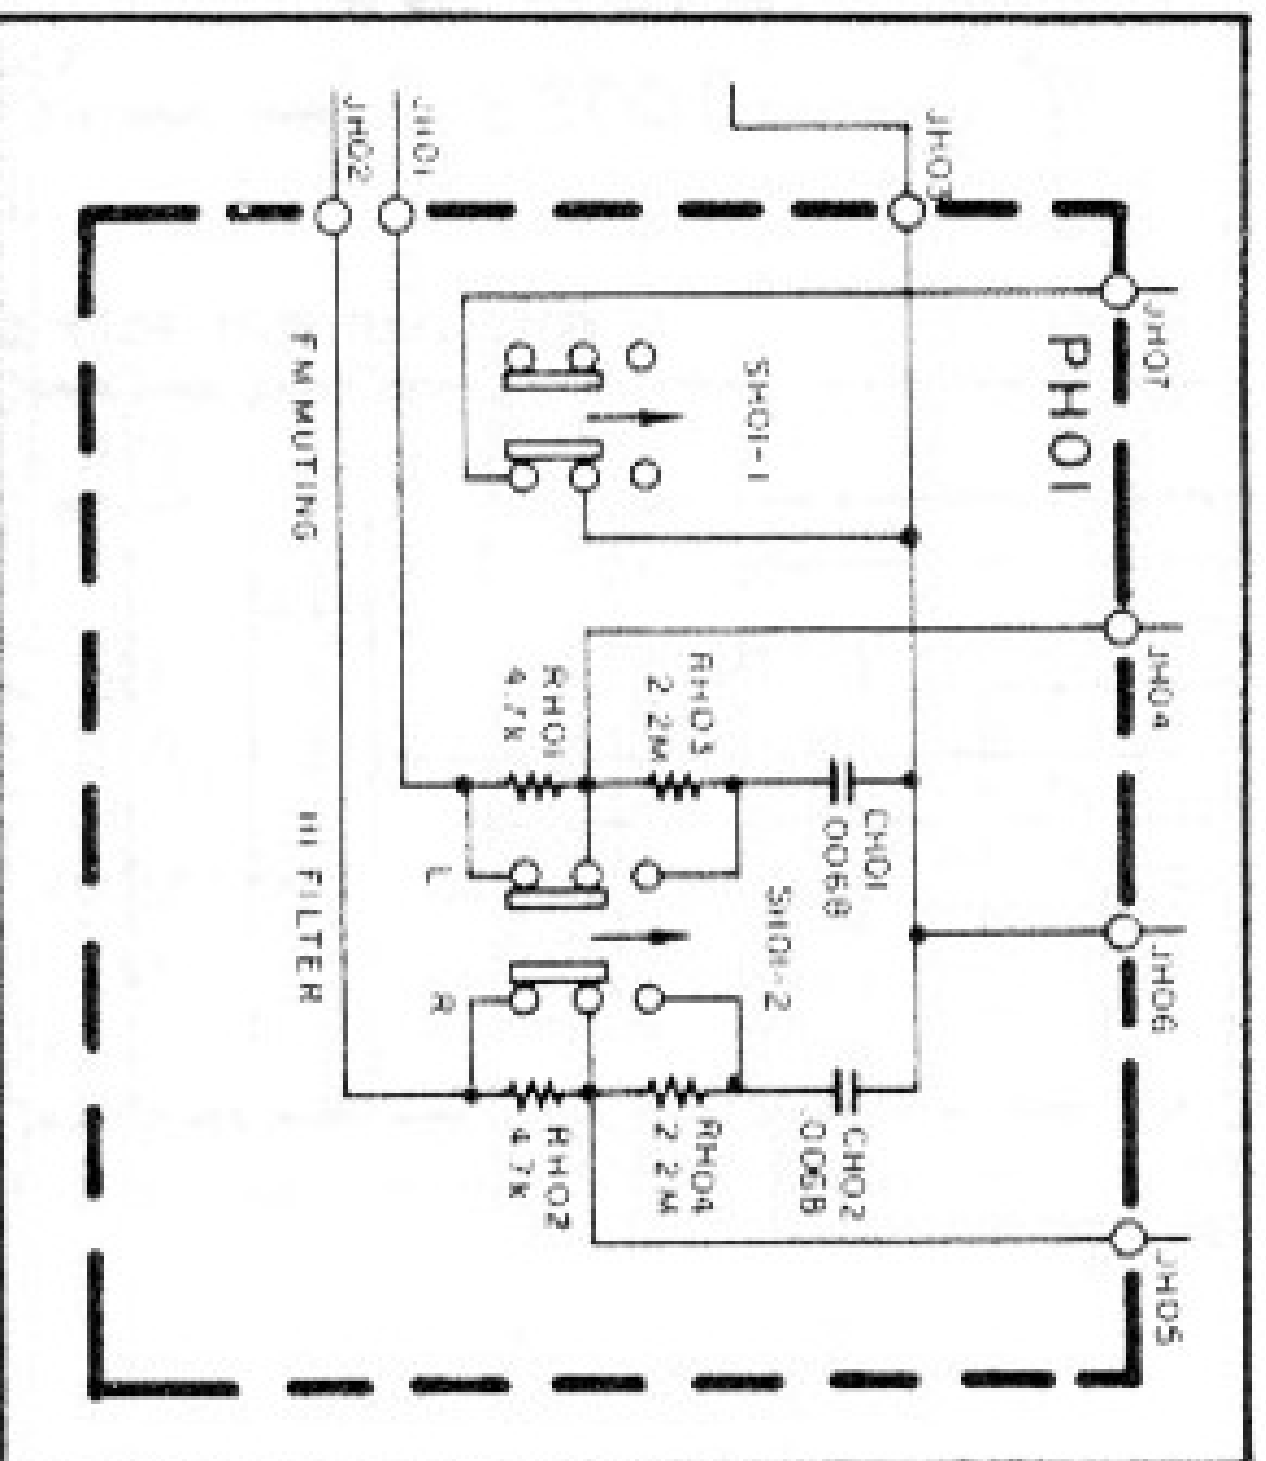 JH07
JH04
JH06
JH05
PH01
JH03
CH01
.0068
CH02
.0068
SH01-1
SH01-2
RH03
2.2M
RH04
2.2M
RH01
4.7K
RH02
4.7K
L
R
JH01
JH02
FM MUTING
HI FILTER